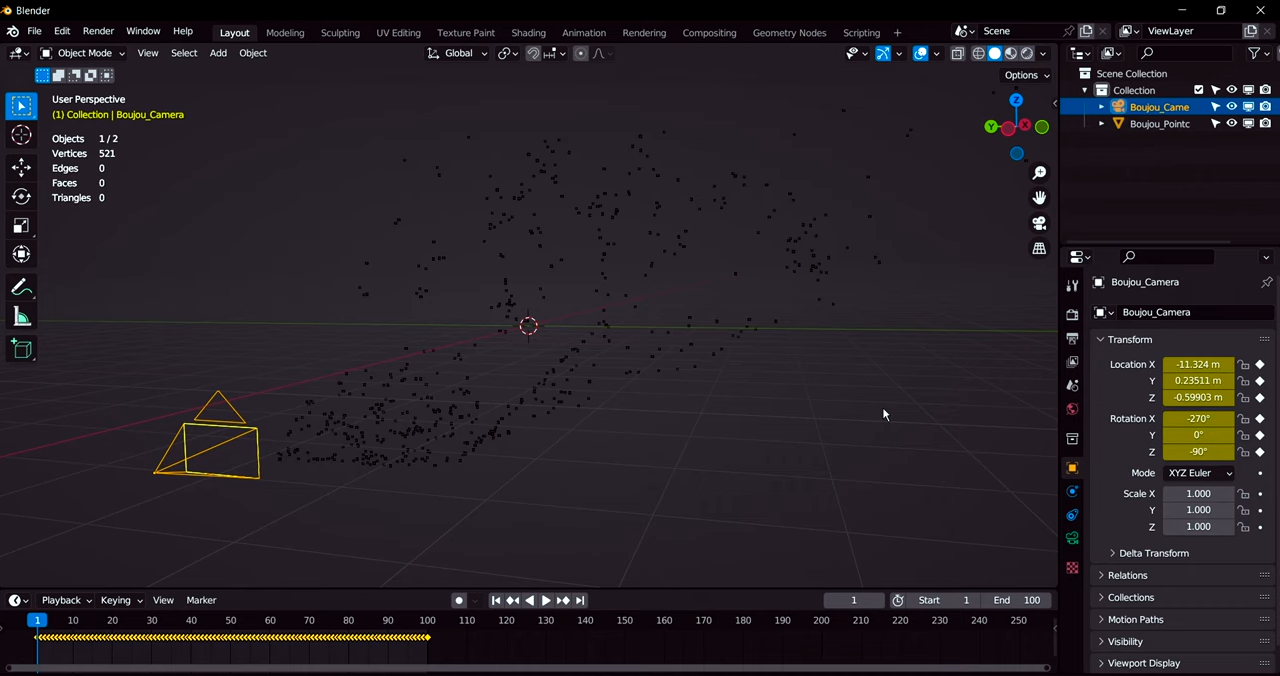 Blender
File Edit Render Window Help Layout Modeling Sculpting UV Editing Texture Paint Shading Animation Rendering Compositing Geometry Nodes Scripting + Scene ViewLayer
Object Mode View Select Add Object Global
Options
User Perspective
(1) Collection | Boujou_Camera
Objects 1/2
Vertices 521
Edges 0
Faces 0
Triangles 0
Z
Y
X
Scene Collection
Collection
Boujou_Came
Boujou_Pointc
Boujou_Camera
Boujou_Camera
Transform
Location X -11.324 m
Y 0.23511 m
Z -0.59903 m
Rotation X -270°
Y 0°
Z -90°
Mode XYZ Euler
Scale X 1.000
Y 1.000
Z 1.000
Delta Transform
Relations
Collections
Motion Paths
Visibility
Viewport Display
Playback Keying View Marker 1 Start 1 End 100
1 10 20 30 40 50 60 70 80 90 100 110 120 130 140 150 160 170 180 190 200 210 220 230 240 250